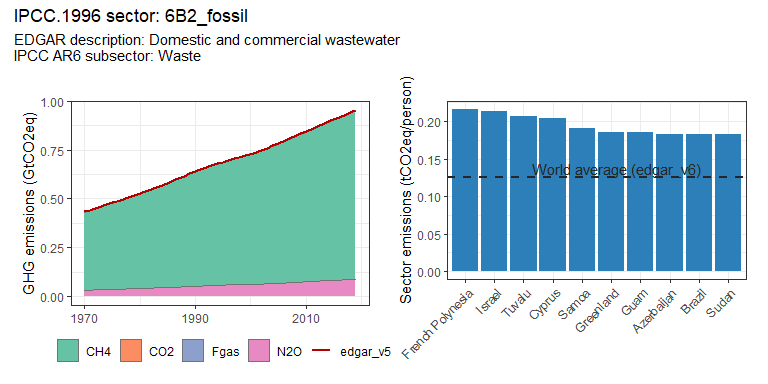 IPCC.1996 sector: 6B2_fossil
EDGAR description: Domestic and commercial wastewater
IPCC AR6 subsector: Waste
GHG emissions (GtCO2eq)
1.00
0.75
0.50
0.25
0.00
1970
1990
2010
CH4
CO2
Fgas
N2O
edgar_v5
Sector emissions (tCO2eq/person)
0.20
0.15
0.10
0.05
0.00
World average (edgar_v6)
French Polynesia
Israel
Tuvalu
Cyprus
Samoa
Greenland
Guam
Azerbaijan
Brazil
Sudan